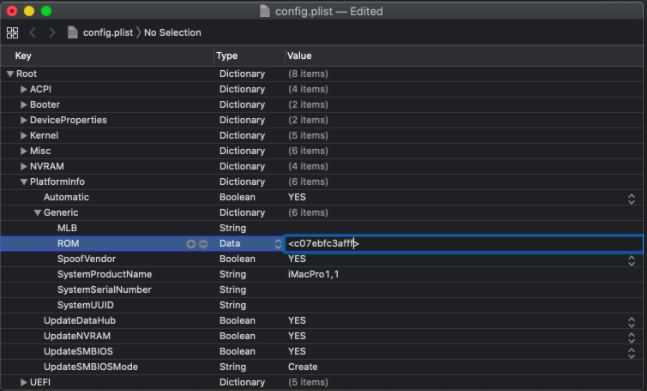 config.plist — Edited
config.plist 〉 No Selection
Key Type Value
Root Dictionary (8 items)
ACPI Dictionary (4 items)
Booter Dictionary (2 items)
DeviceProperties Dictionary (2 items)
Kernel Dictionary (5 items)
Misc Dictionary (6 items)
NVRAM Dictionary (4 items)
PlatformInfo Dictionary (6 items)
Automatic Boolean YES
Generic Dictionary (6 items)
MLB String
ROM Data <c07ebfc3afff>
SpoofVendor Boolean YES
SystemProductName String iMacPro1,1
SystemSerialNumber String
SystemUUID String
UpdateDataHub Boolean YES
UpdateNVRAM Boolean YES
UpdateSMBIOS Boolean YES
UpdateSMBIOSMode String Create
UEFI Dictionary (5 items)